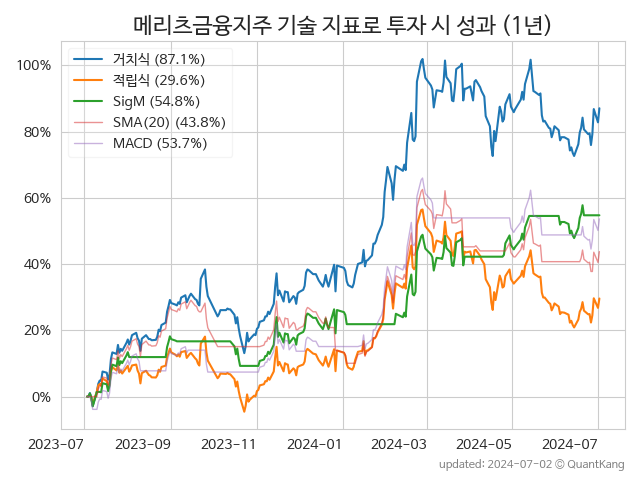 메리츠금융지주 기술 지표로 투자 시 성과 (1년)
거치식 (87.1%)
적립식 (29.6%)
SigM (54.8%)
SMA(20) (43.8%)
MACD (53.7%)
100%
80%
60%
40%
20%
0%
2023-07 2023-09 2023-11 2024-01 2024-03 2024-05 2024-07
updated: 2024-07-02 © QuantKang